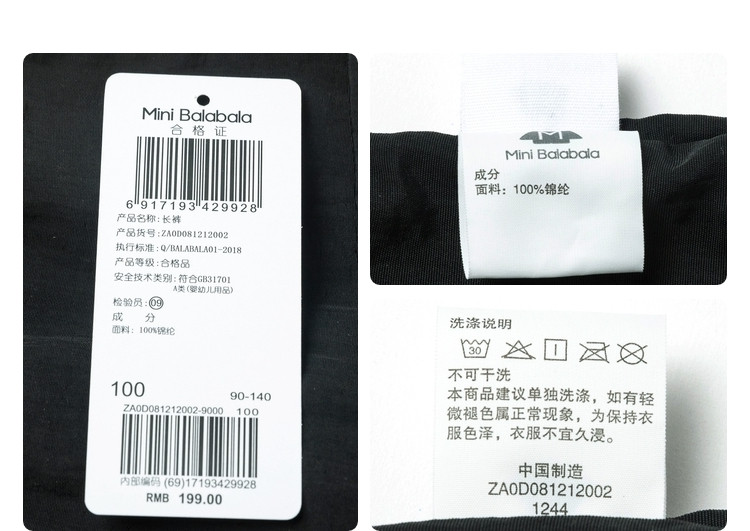 Mini Balabala
合格证
6 917193 429928
产品名称:长裤
产品货号:ZA0D081212002
执行标准:Q/BALABALA01-2018
产品等级:合格品
安全技术类别:符合GB31701
A类(婴幼儿用品)
检验员:09
成 分
面料: 100%锦纶
100
90-140
ZA0D081212002-9000 100
内部编码 (69)17193429928
RMB 199.00
Mini Balabala
成分
面料：100%锦纶
洗涤说明
30
不可干洗
本商品建议单独洗涤，如有轻
微褪色属正常现象，为保持衣
服色泽，衣服不宜久浸。
中国制造
ZA0D081212002
1244